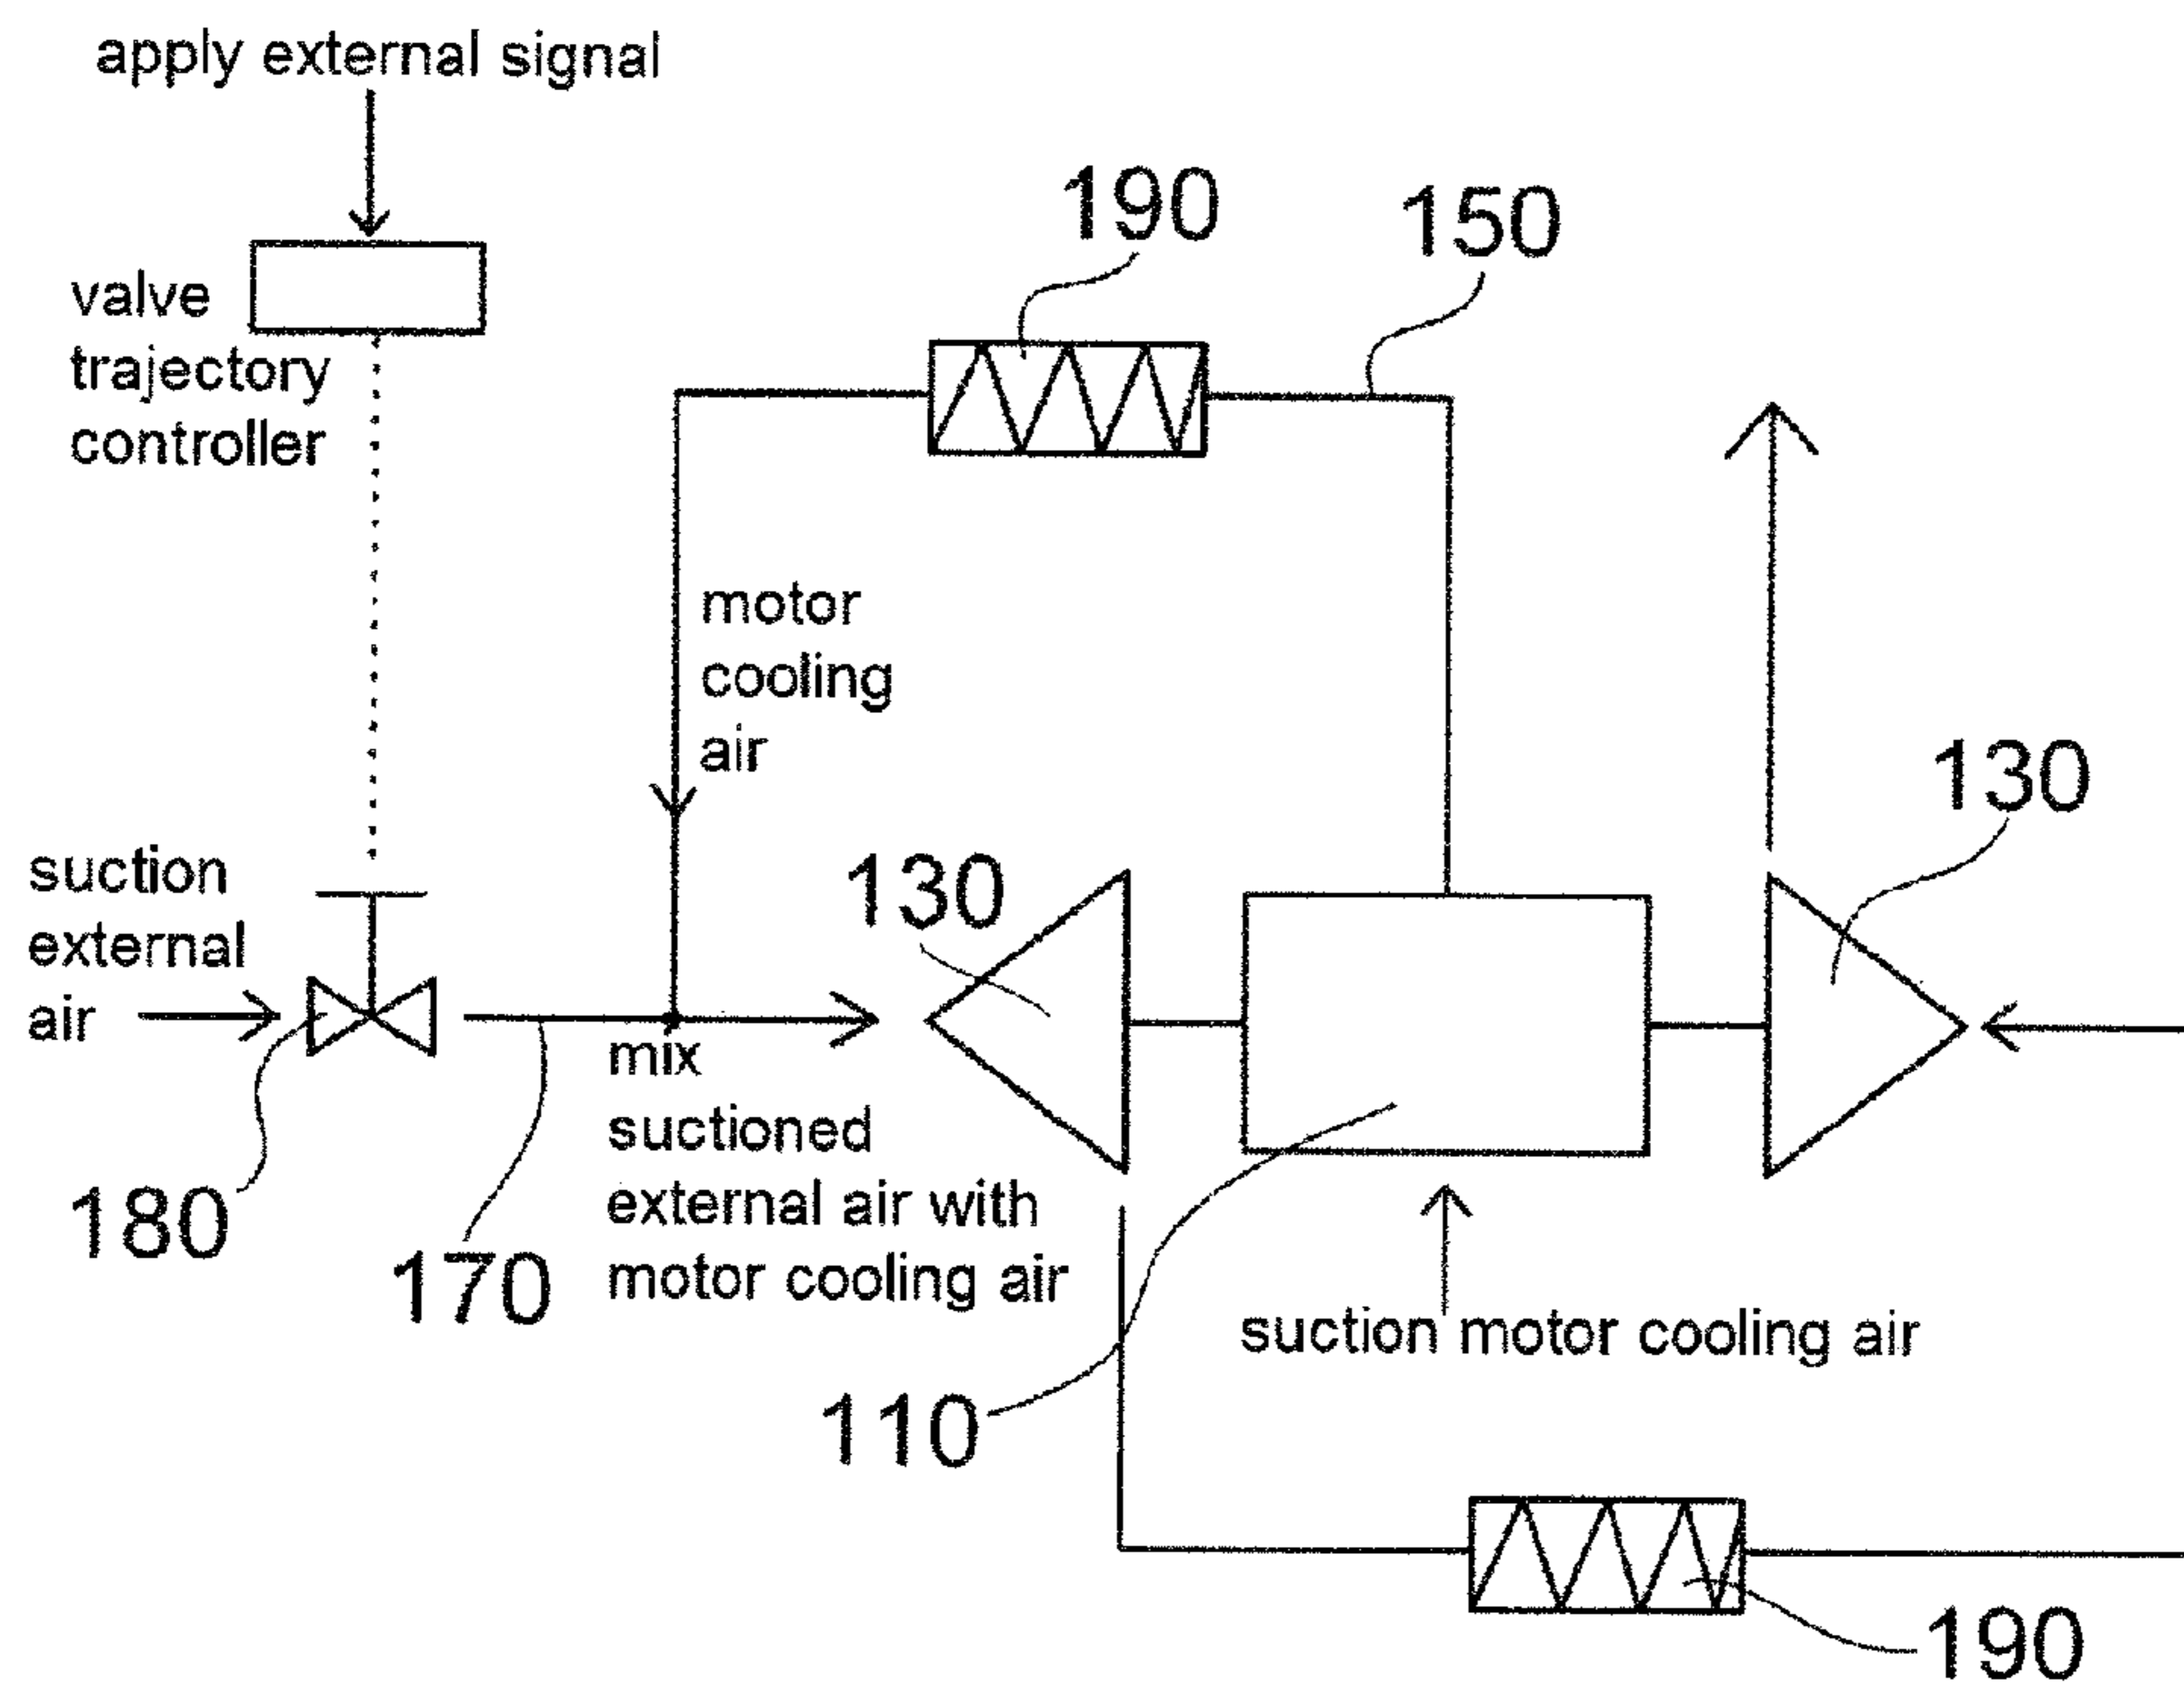 apply external signal
valve
trajectory
controller
190
150
motor
cooling
air
130
suction
external
air
130
mix
suctioned
external air with
motor cooling air
180
170
suction motor cooling air
110
190